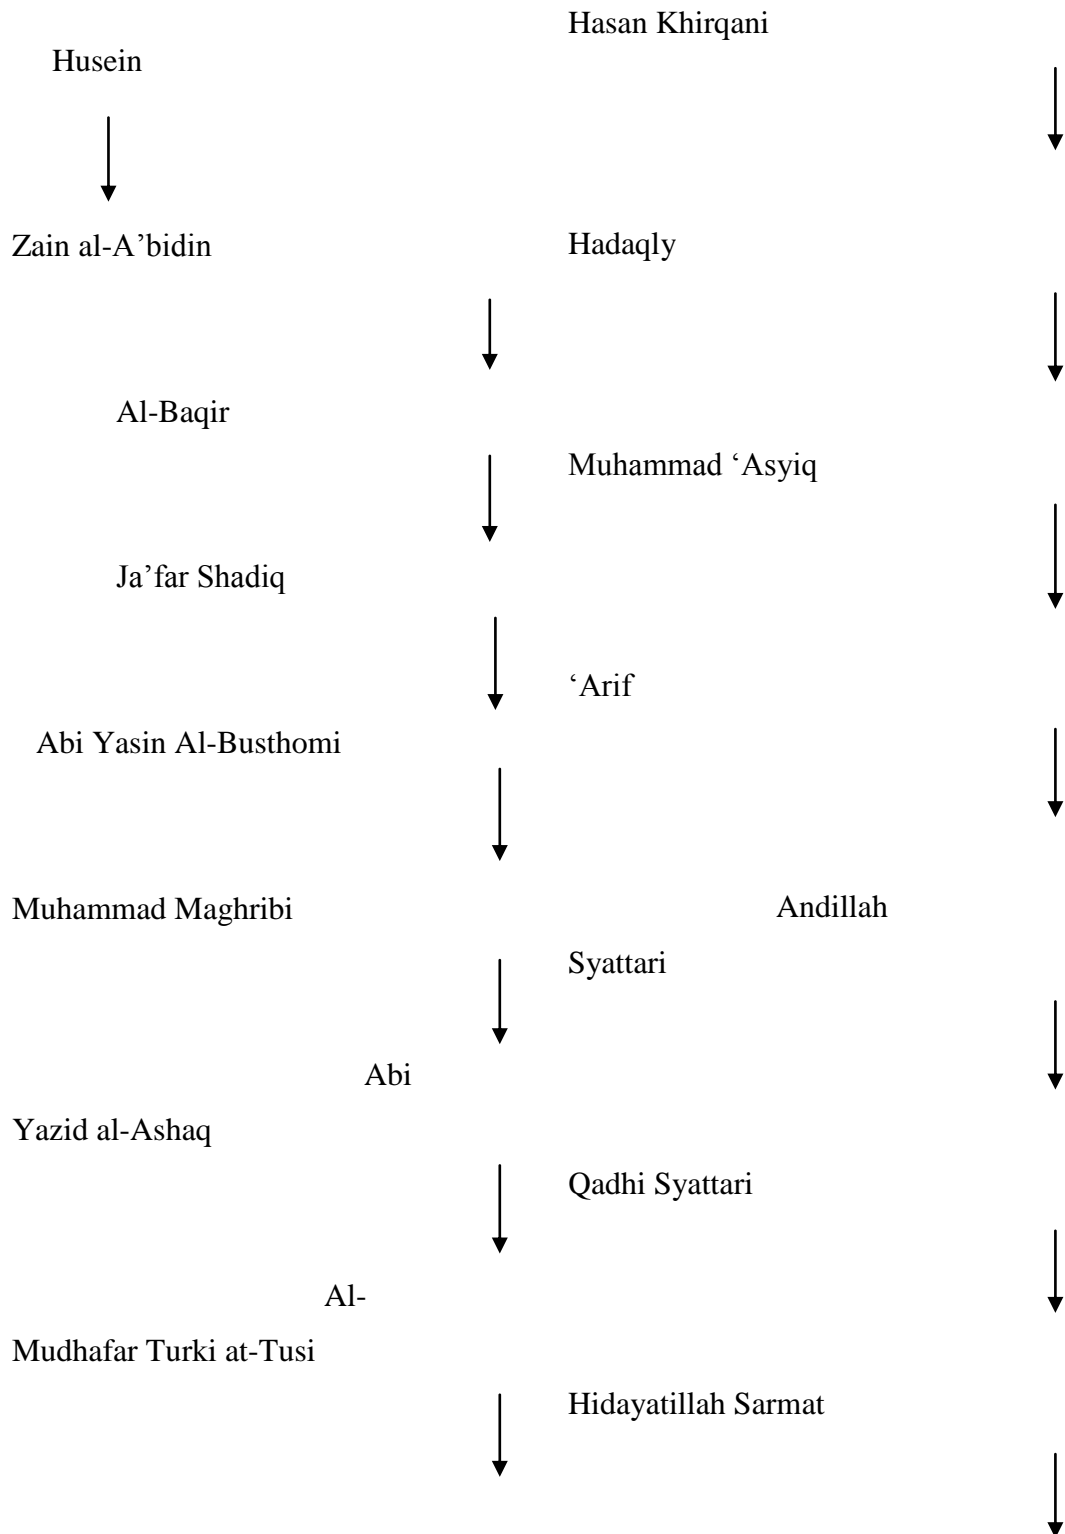 Husein
Zain al-A’bidin
Al-Baqir
Ja’far Shadiq
Abi Yasin Al-Busthomi
Muhammad Maghribi
Abi
Yazid al-Ashaq
Al-
Mudhafar Turki at-Tusi
Hasan Khirqani
Hadaqly
Muhammad ‘Asyiq
‘Arif
Andillah
Syattari
Qadhi Syattari
Hidayatillah Sarmat